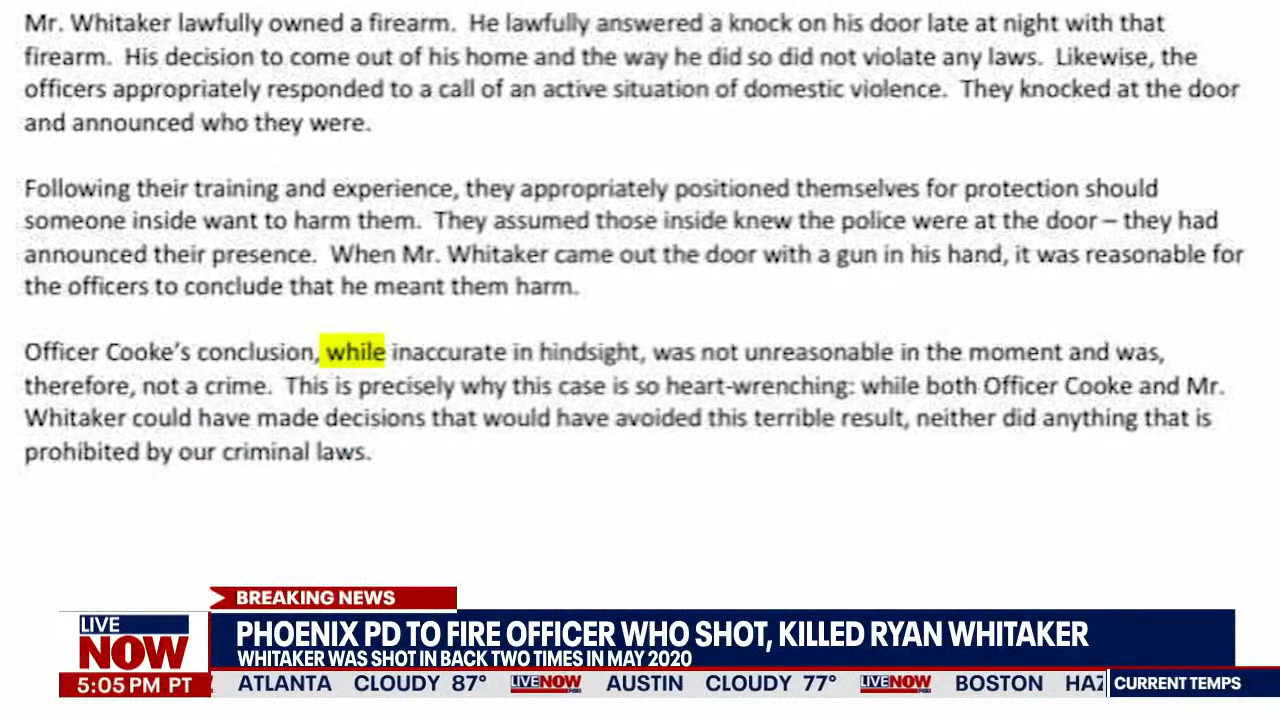 Mr. Whitaker lawfully owned a firearm. He lawfully answered a knock on his door late at night with that
firearm. His decision to come out of his home and the way he did so did not violate any laws. Likewise, the
officers appropriately responded to a call of an active situation of domestic violence. They knocked at the door
and announced who they were.
Following their training and experience, they appropriately positioned themselves for protection should
someone inside want to harm them. They assumed those inside knew the police were at the door – they had
announced their presence. When Mr. Whitaker came out the door with a gun in his hand, it was reasonable for
the officers to conclude that he meant them harm.
Officer Cooke's conclusion, while inaccurate in hindsight, was not unreasonable in the moment and was,
therefore, not a crime. This is precisely why this case is so heart-wrenching: while both Officer Cooke and Mr.
Whitaker could have made decisions that would have avoided this terrible result, neither did anything that is
prohibited by our criminal laws.
BREAKING NEWS
LIVE
NOW
PHOENIX PD TO FIRE OFFICER WHO SHOT, KILLED RYAN WHITAKER
WHITAKER WAS SHOT IN BACK TWO TIMES IN MAY 2020
5:05 PM PT ATLANTA CLOUDY 87° LIVENOW AUSTIN CLOUDY 77° LIVENOW BOSTON CURRENT TEMPS